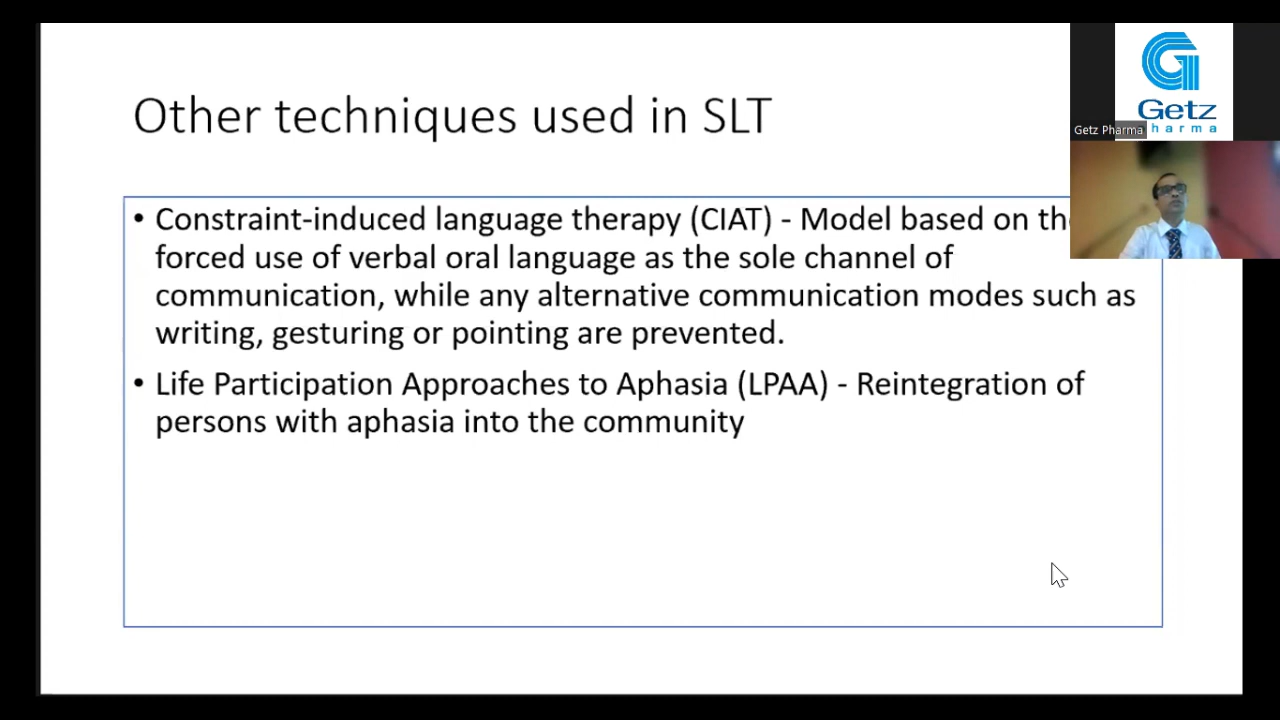 Other techniques used in SLT
• Constraint-induced language therapy (CIAT) - Model based on th
forced use of verbal oral language as the sole channel of
communication, while any alternative communication modes such as
writing, gesturing or pointing are prevented.
• Life Participation Approaches to Aphasia (LPAA) - Reintegration of
persons with aphasia into the community
Getz
harma
Getz Pharma